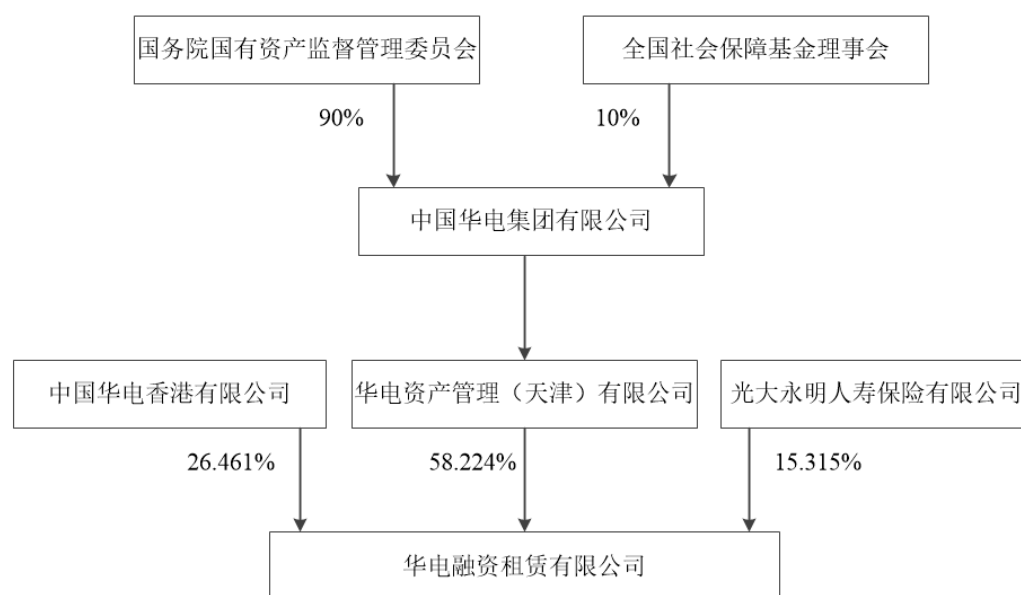 国务院国有资产监督管理委员会
全国社会保障基金理事会
90%
10%
中国华电集团有限公司
中国华电香港有限公司
华电资产管理（天津）有限公司
光大永明人寿保险有限公司
26.461%
58.224%
15.315%
华电融资租赁有限公司